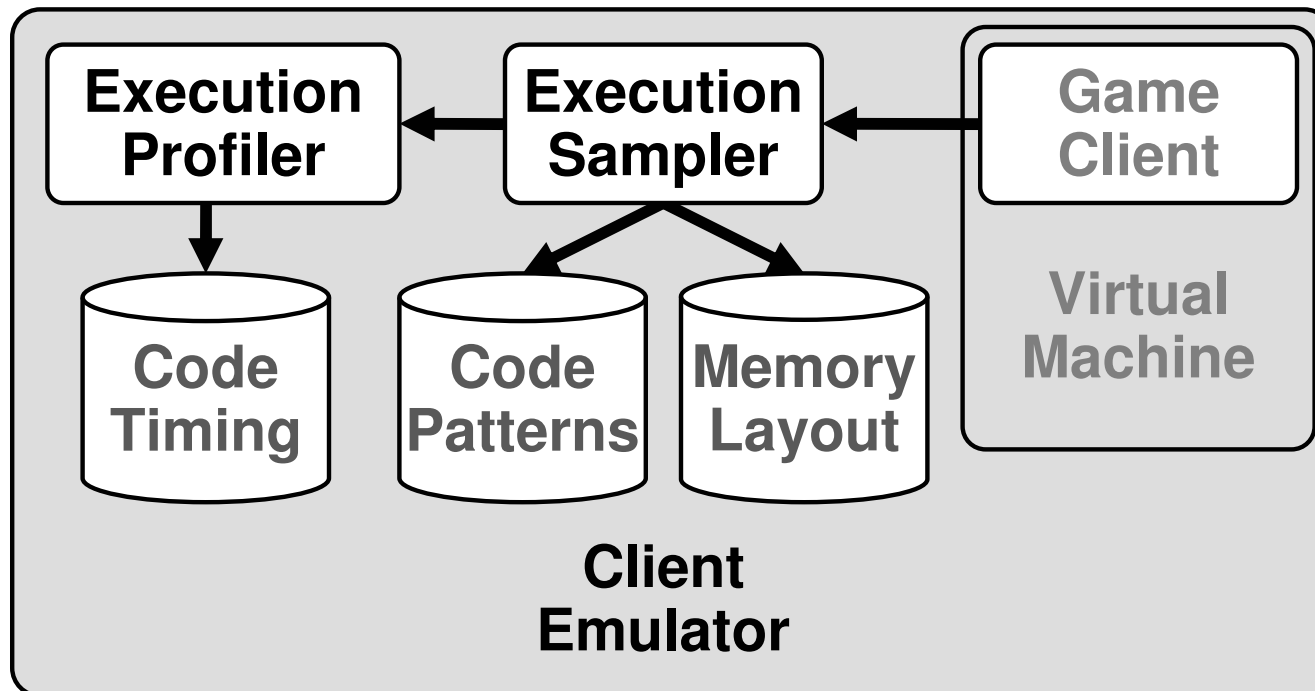 Execution
Profiler
Execution
Sampler
Game
Client
Virtual
Machine
Code
Timing
Code
Patterns
Memory
Layout
Client
Emulator